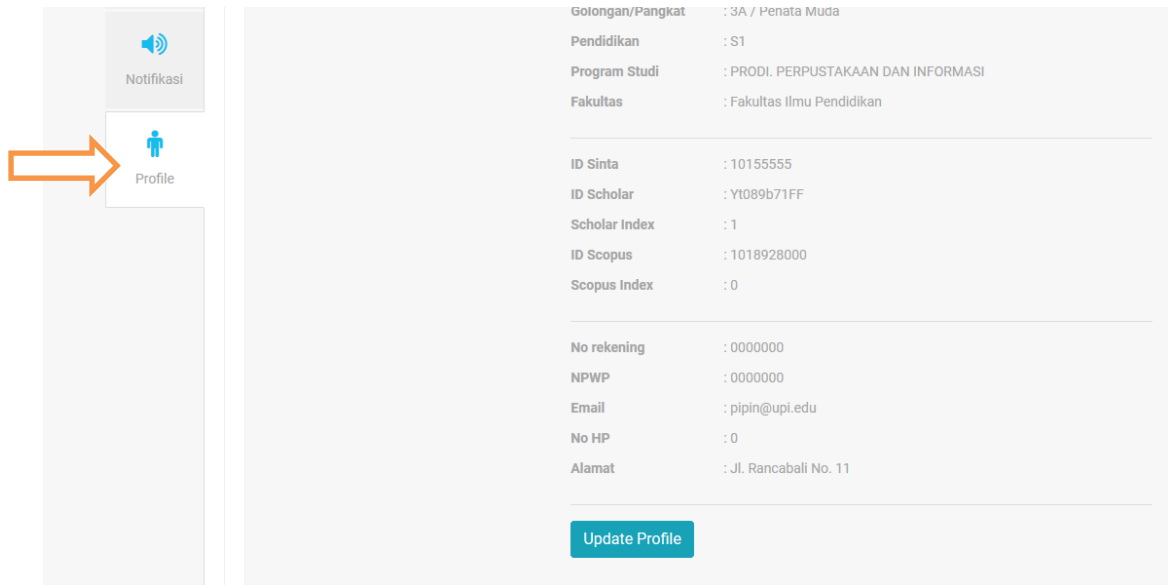 Notifikasi
Profile
Golongan/Pangkat : 3A / Penata Muda
Pendidikan : S1
Program Studi : PRODI. PERPUSTAKAAN DAN INFORMASI
Fakultas : Fakultas Ilmu Pendidikan
ID Sinta : 10155555
ID Scholar : Yt089b71FF
Scholar Index : 1
ID Scopus : 1018928000
Scopus Index : 0
No rekening : 0000000
NPWP : 0000000
Email : pipin@upi.edu
No HP : 0
Alamat : Jl. Rancabali No. 11
Update Profile